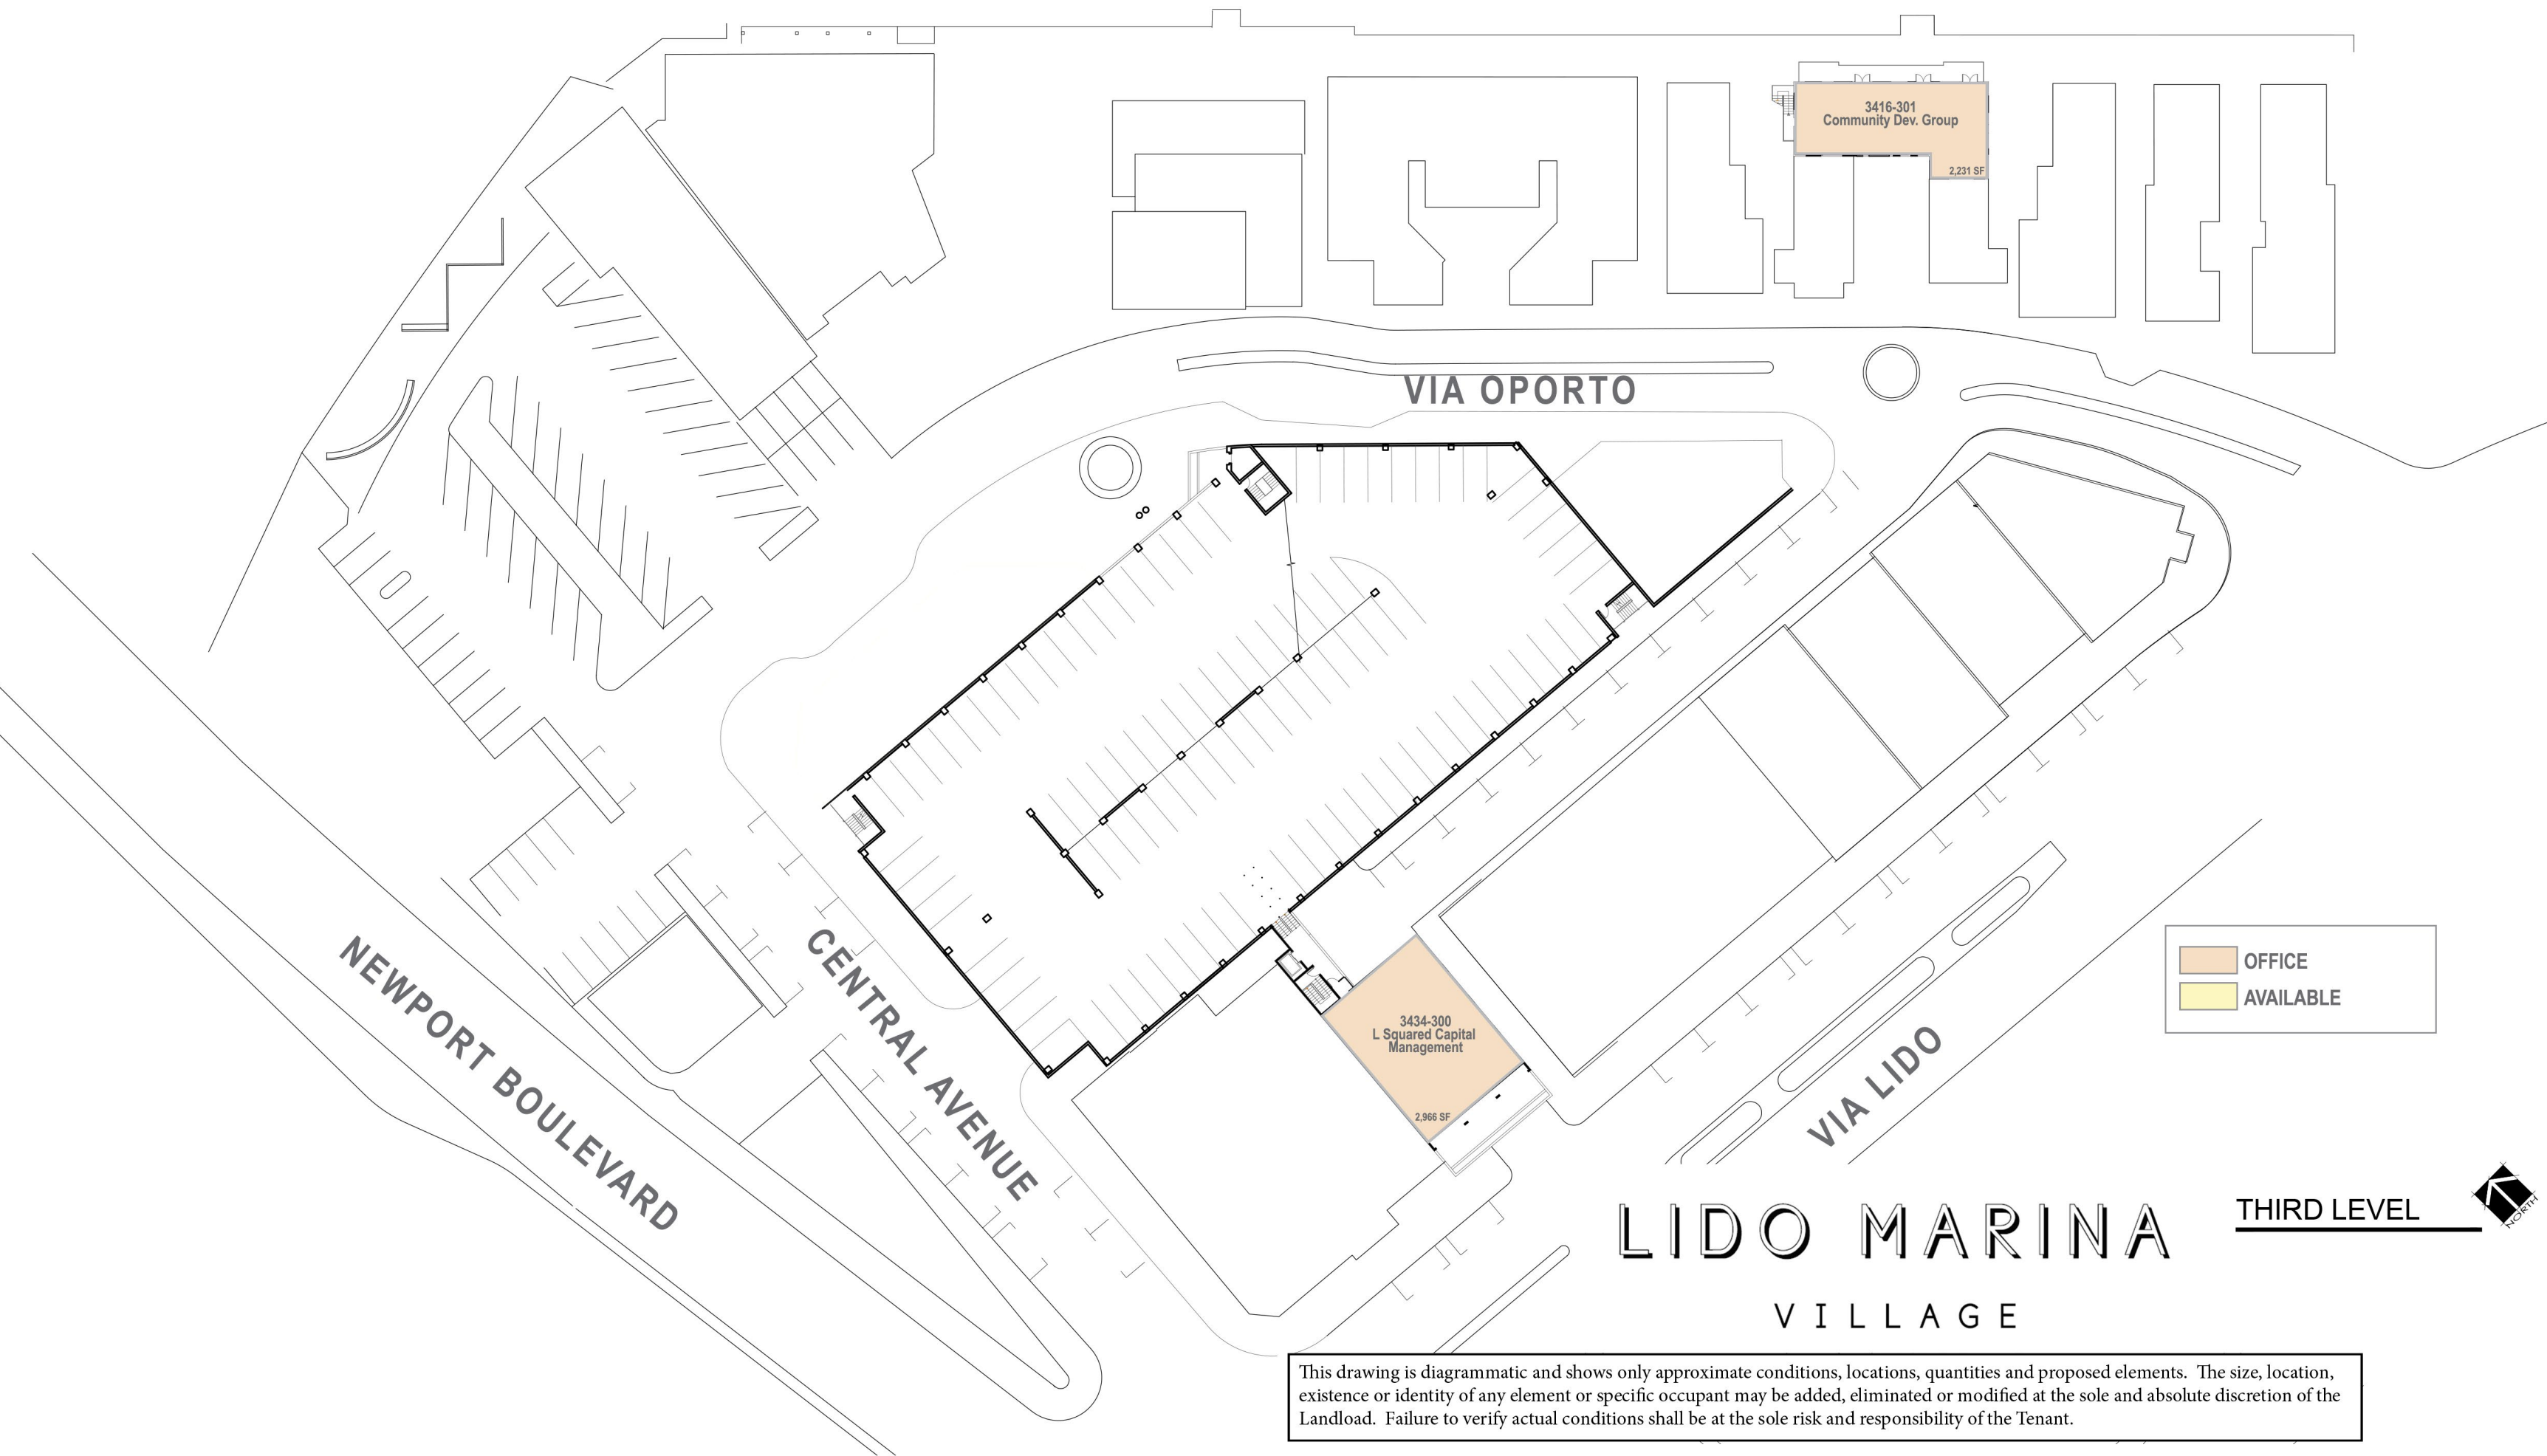 3416-301
Community Dev. Group
2,231 SF
VIA OPORTO
NEWPORT BOULEVARD
CENTRAL AVENUE
3434-300
L Squared Capital
Management
2,966 SF
VIA LIDO
OFFICE
AVAILABLE
LIDO MARINA
VILLAGE
THIRD LEVEL
NORTH
This drawing is diagrammatic and shows only approximate conditions, locations, quantities and proposed elements.  The size, location,
existence or identity of any element or specific occupant may be added, eliminated or modified at the sole and absolute discretion of the
Landload.  Failure to verify actual conditions shall be at the sole risk and responsibility of the Tenant.